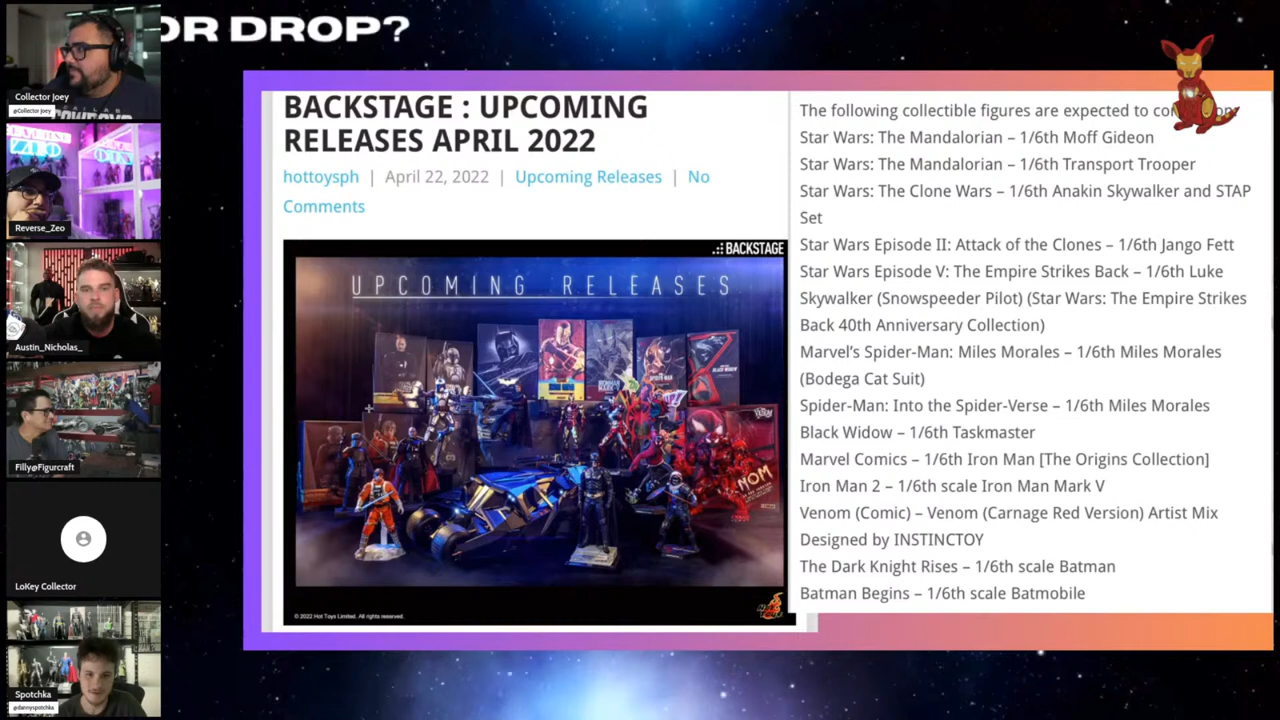 OR DROP?
Collector Joey
@Collector Joey
Reverse_Zeo
Austin_Nicholas_
Filly@Figurcraft
LoKey Collector
Spotchka
@dannyspotchka
BACKSTAGE : UPCOMING
RELEASES APRIL 2022
hottoysph | April 22, 2022 | Upcoming Releases | No
Comments
.:: BACKSTAGE
UPCOMING RELEASES
VENOM
© 2022 Hot Toys Limited. All rights reserved.
The following collectible figures are expected to
Star Wars: The Mandalorian – 1/6th Moff Gideon
Star Wars: The Mandalorian – 1/6th Transport Trooper
Star Wars: The Clone Wars – 1/6th Anakin Skywalker and STAP
Set
Star Wars Episode II: Attack of the Clones – 1/6th Jango Fett
Star Wars Episode V: The Empire Strikes Back – 1/6th Luke
Skywalker (Snowspeeder Pilot) (Star Wars: The Empire Strikes
Back 40th Anniversary Collection)
Marvel’s Spider-Man: Miles Morales – 1/6th Miles Morales
(Bodega Cat Suit)
Spider-Man: Into the Spider-Verse – 1/6th Miles Morales
Black Widow – 1/6th Taskmaster
Marvel Comics – 1/6th Iron Man [The Origins Collection]
Iron Man 2 – 1/6th scale Iron Man Mark V
Venom (Comic) – Venom (Carnage Red Version) Artist Mix
Designed by INSTINCTOY
The Dark Knight Rises – 1/6th scale Batman
Batman Begins – 1/6th scale Batmobile